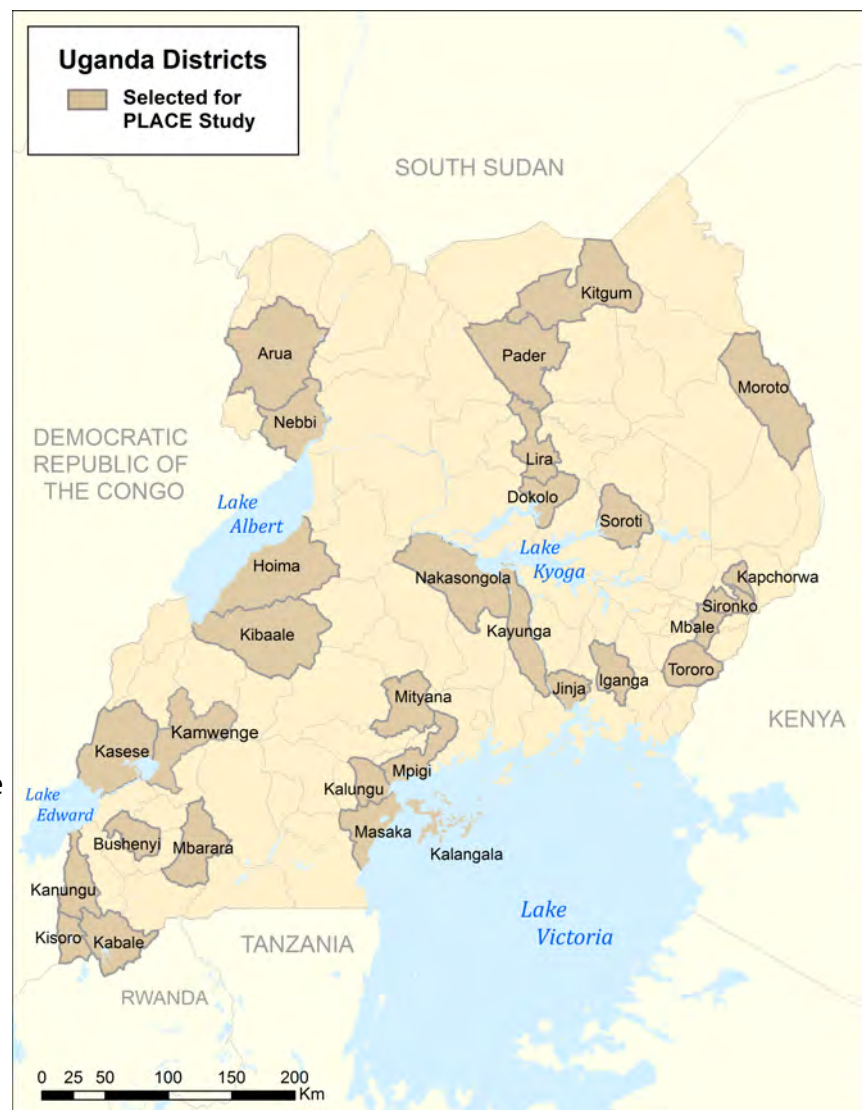 Uganda Districts
Selected for
PLACE Study
SOUTH SUDAN
Kitgum
Arua
Pader
Moroto
Nebbi
DEMOCRATIC
REPUBLIC OF
THE CONGO
Lira
Dokolo
Lake
Albert
Soroti
Lake
Kyoga
Hoima
Nakasongola
Kapchorwa
Sironko
Mbale
Kibaale
Kayunga
Tororo
Jinja
Iganga
Mityana
Kamwenge
KENYA
Kasese
Mpigi
Kalungu
e
Lake
Edward
Masaka
Bushenyi
Mbarara
Kalangala
Kanungu
Lake
Victoria
Kisoro
Kabale
TANZANIA
RWANDA
0 25 50 100 150 200
Km